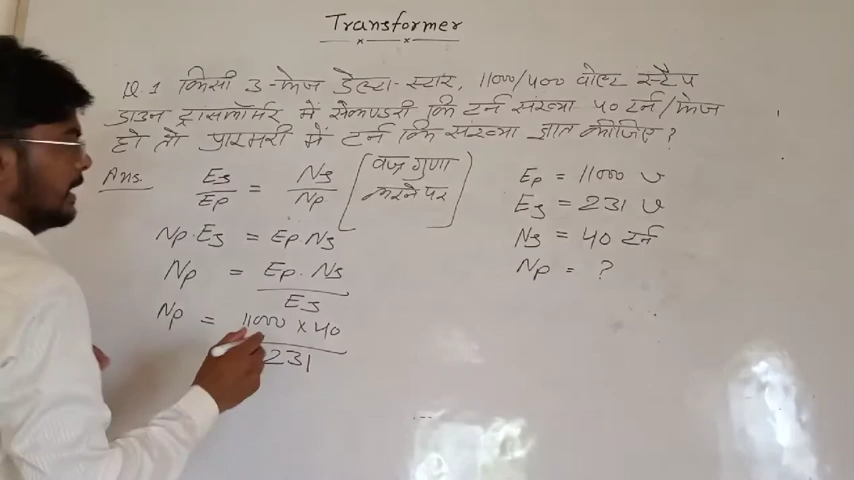 Transformer
Q.1 किसी 3-फेज डेल्टा-स्टार, 11000/400 वोल्ट स्टैप
डाउन ट्रांसफॉर्मर में सैकण्डरी कि टर्न संख्या 40 टर्न/फेज
हो तो प्राइमरी में टर्न कि संख्या ज्ञात कीजिए?
Ans.
Es/Ep = Ns/Np (वज्र गुणा करने पर)
Np.Es = Ep Ns
Np = Ep. Ns / Es
Np = 11000 x 40 / 231
Ep = 11000 v
Es = 231 v
Ns = 40 टर्न
Np = ?